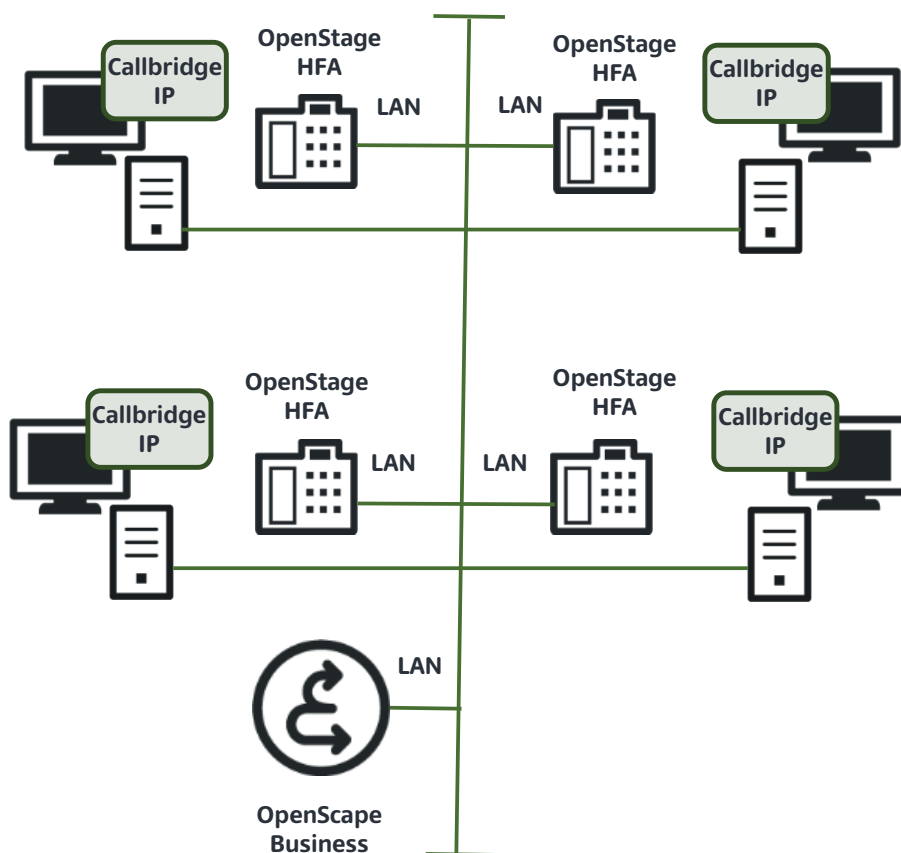 OpenStage
HFA
OpenStage
HFA
Callbridge
IP
Callbridge
IP
LAN
LAN
OpenStage
HFA
OpenStage
HFA
Callbridge
IP
Callbridge
IP
LAN
LAN
LAN
OpenScape
Business